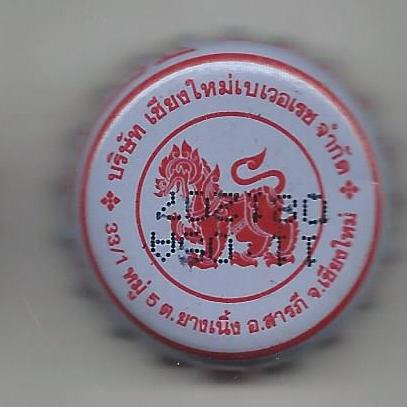 บริษัท เชียงใหม่เบเวอเรช จำกัด
33/1 หมู่ 5 ต.ยางเนิ้ง อ.สารภี จ.เชียงใหม่